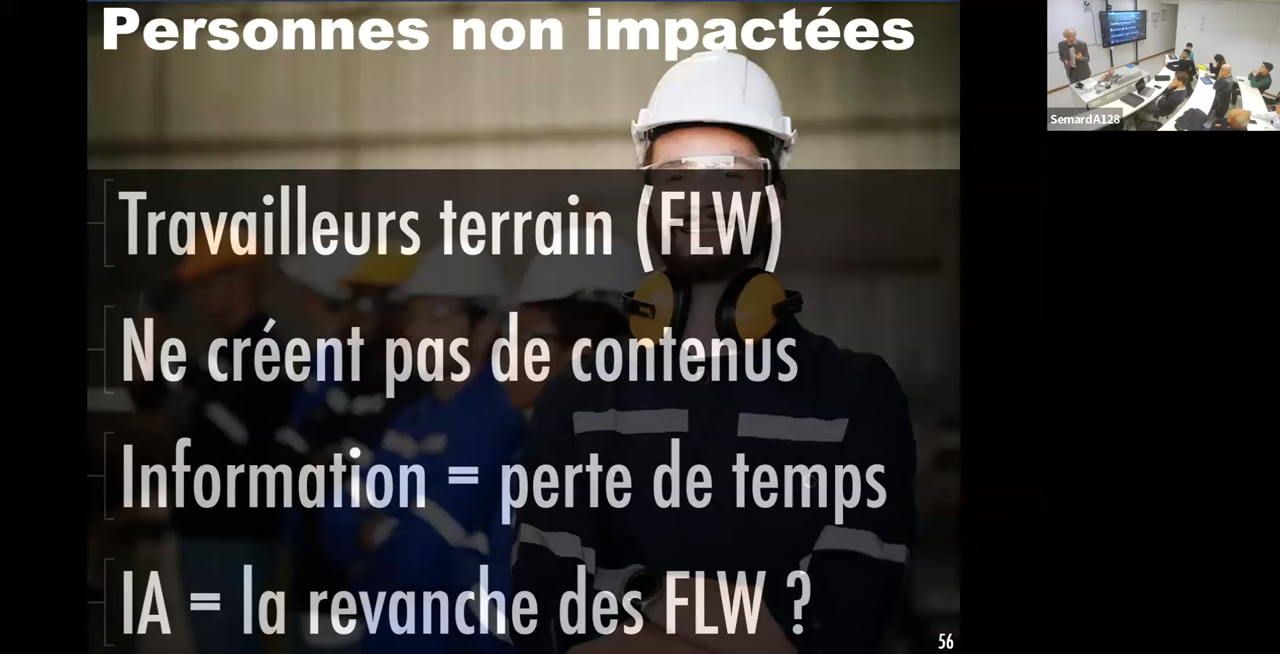 Personnes non impactées
Travailleurs terrain (FLW)
Ne créent pas de contenus
Information = perte de temps
IA = la revanche des FLW ?
56
SemardA128